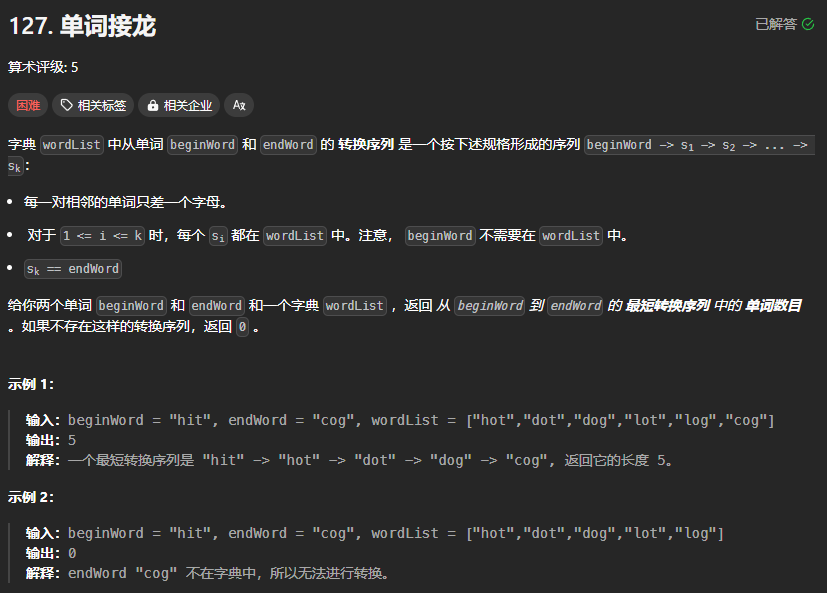 127. 单词接龙
已解答
算术评级: 5
困难 相关标签 相关企业 Aあ
字典 wordList 中从单词 beginWord 和 endWord 的 转换序列 是一个按下述规格形成的序列 beginWord -> s1 -> s2 -> ... ->
sk：
• 每一对相邻的单词只差一个字母。
• 对于 1 <= i <= k 时，每个 si 都在 wordList 中。注意， beginWord 不需要在 wordList 中。
• sk == endWord
给你两个单词 beginWord 和 endWord 和一个字典 wordList ，返回 从 beginWord 到 endWord 的 最短转换序列 中的 单词数目
。如果不存在这样的转换序列，返回 0 。
示例 1：
输入：beginWord = "hit", endWord = "cog", wordList = ["hot","dot","dog","lot","log","cog"]
输出：5
解释：一个最短转换序列是 "hit" -> "hot" -> "dot" -> "dog" -> "cog", 返回它的长度 5。
示例 2：
输入：beginWord = "hit", endWord = "cog", wordList = ["hot","dot","dog","lot","log"]
输出：0
解释：endWord "cog" 不在字典中，所以无法进行转换。